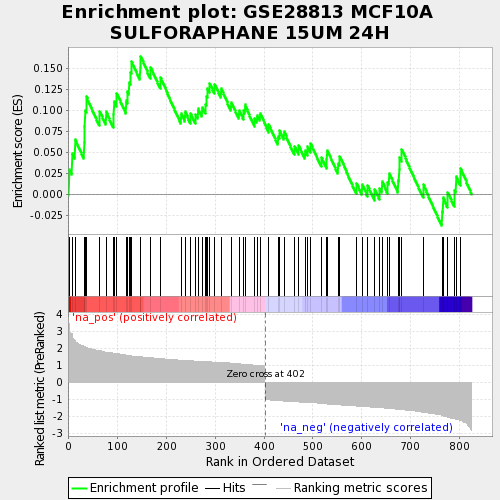 Enrichment plot: GSE28813 MCF10A
SULFORAPHANE 15UM 24H
Enrichment score (ES)
0.150
0.125
0.100
0.075
0.050
0.025
0.000
-0.025
'na_pos' (positively correlated)
Ranked list metric (PreRanked)
4
3
2
1
0
-1
-2
-3
Zero cross at 402
'na_neg' (negatively correlated)
0 100 200 300 400 500 600 700 800
Rank in Ordered Dataset
Enrichment profile Hits Ranking metric scores